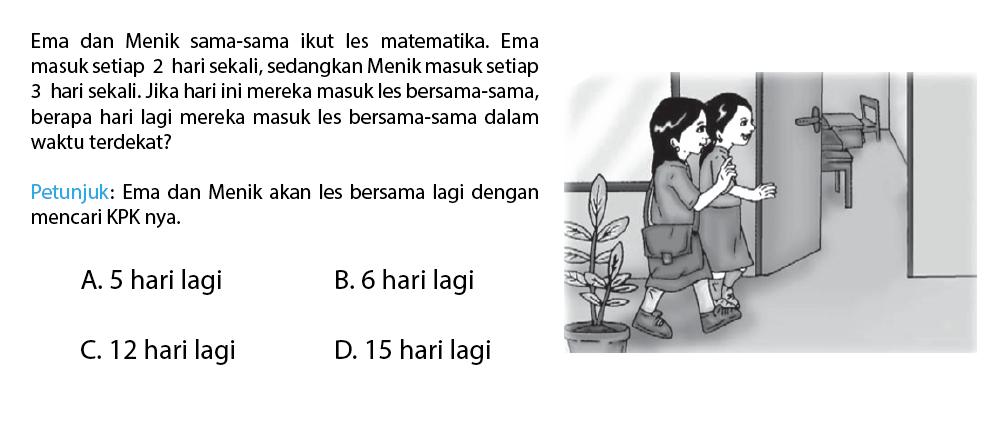 Ema dan Menik sama-sama ikut les matematika. Ema
masuk setiap 2 hari sekali, sedangkan Menik masuk setiap
3 hari sekali. Jika hari ini mereka masuk les bersama-sama,
berapa hari lagi mereka masuk les bersama-sama dalam
waktu terdekat?
Petunjuk: Ema dan Menik akan les bersama lagi dengan
mencari KPK nya.
A. 5 hari lagi B. 6 hari lagi
C. 12 hari lagi D. 15 hari lagi